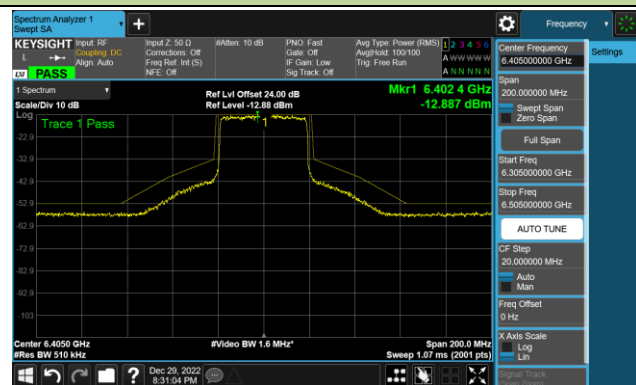 Spectrum Analyzer 1
Swept SA
Frequency
KEYSIGHT
Input: RF
Coupling: DC
Align: Auto
Input Z: 50 Ω
Corrections: Off
Freq Ref: Int (S)
NFE: Off
#Atten: 10 dB
PNO: Fast
Gate: Off
IF Gain: Low
Sig Track: Off
Avg Type: Power (RMS)
Avg|Hold: 100/100
Trig: Free Run
1 2 3 4 5 6
A W W W W W
A N N N N N
L
LXI
PASS
1 Spectrum
Scale/Div 10 dB
Ref Lvl Offset 24.00 dB
Ref Level -12.88 dBm
Mkr1 6.402 4 GHz
-12.887 dBm
Log
Trace 1 Pass
1
-22.9
-32.9
-42.9
-52.9
-62.9
-72.9
-82.9
-92.9
-103
Center 6.4050 GHz
#Res BW 510 kHz
#Video BW 1.6 MHz*
Span 200.0 MHz
Sweep 1.07 ms (2001 pts)
Dec 29, 2022
8:31:04 PM
Center Frequency
6.405000000 GHz
Settings
Span
200.000000 MHz
Swept Span
Zero Span
Full Span
Start Freq
6.305000000 GHz
Stop Freq
6.505000000 GHz
AUTO TUNE
CF Step
20.000000 MHz
Auto
Man
Freq Offset
0 Hz
X Axis Scale
Log
Lin
Signal Track